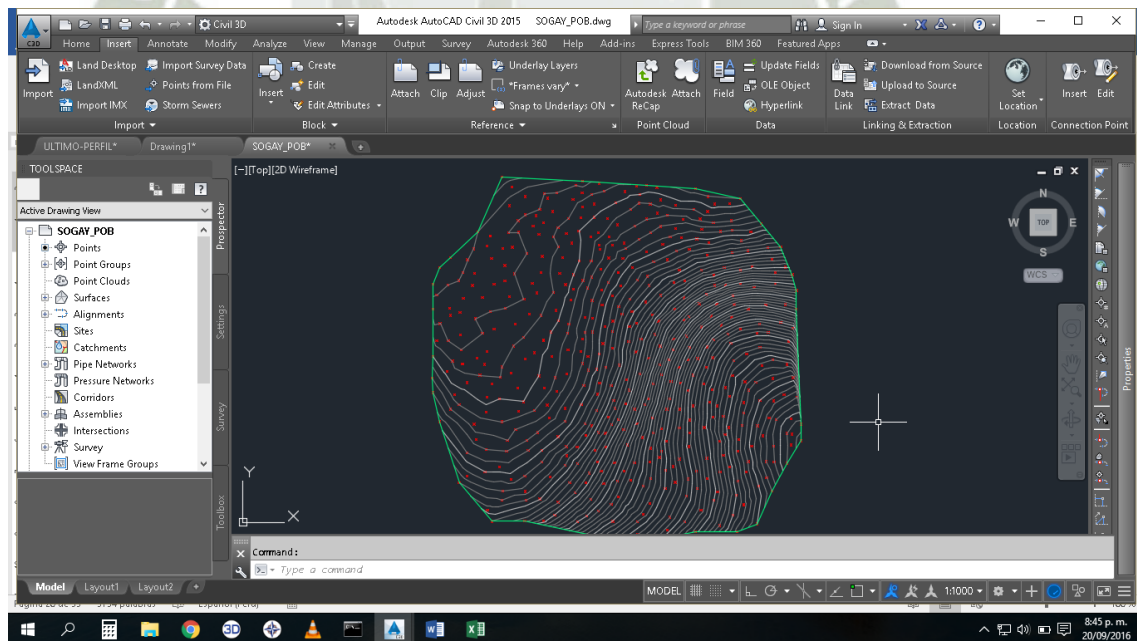 Autodesk AutoCAD Civil 3D 2015 SOGAY_POB.dwg
Civil 3D
Type a keyword or phrase
Sign In
C3D
Home Insert Annotate Modify Analyze View Manage Output Survey Autodesk 360 Help Add-ins Express Tools BIM 360 Featured Apps
Import
Land Desktop
LandXML
Import IMX
Import Survey Data
Points from File
Storm Sewers
Insert
Create
Edit
Edit Attributes
Attach Clip Adjust
Underlay Layers
*Frames vary*
Snap to Underlays ON
Autodesk ReCap
Attach
Field
Update Fields
OLE Object
Hyperlink
Data Link
Download from Source
Upload to Source
Extract Data
Set Location
Insert Edit
Import Block Reference Point Cloud Data Linking & Extraction Location Connection Point
ULTIMO-PERFIL* Drawing1* SOGAY_POB*
TOOLSPACE
Active Drawing View
SOGAY_POB
Points
Point Groups
Point Clouds
Surfaces
Alignments
Sites
Catchments
Pipe Networks
Pressure Networks
Corridors
Assemblies
Intersections
Survey
View Frame Groups
Prospector
Settings
Survey
Toolbox
[-][Top][2D Wireframe]
N
W TOP E
S
WCS
Properties
Y
X
Command:
Type a command
Model Layout1 Layout2 +
MODEL 1:1000
8:45 p. m.
20/09/2016